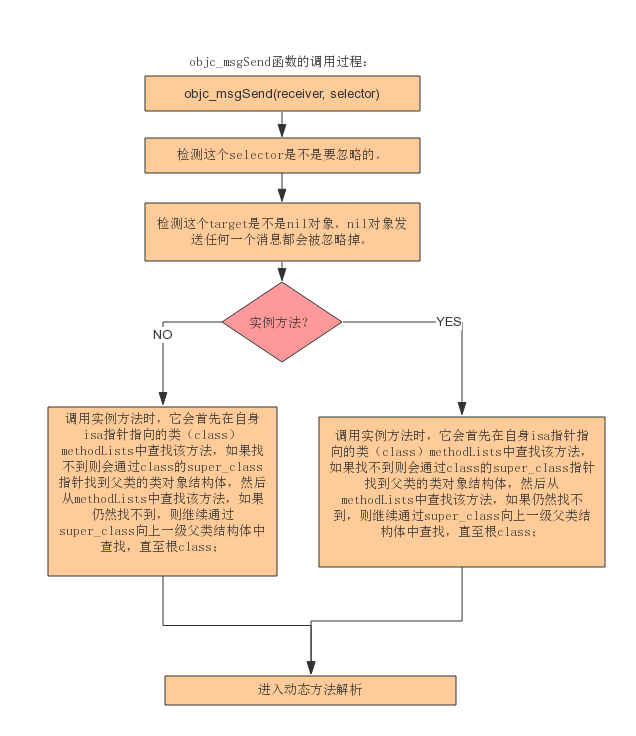 objc_msgSend函数的调用过程:
objc_msgSend(receiver, selector)
检测这个selector是不是要忽略的。
检测这个target是不是nil对象。nil对象发
送任何一个消息都会被忽略掉。
实例方法？
NO
YES
调用实例方法时，它会首先在自身
isa指针指向的类（class）
methodLists中查找该方法，如果找
不到则会通过class的super_class
指针找到父类的类对象结构体，然后
从methodLists中查找该方法，如果
仍然找不到，则继续通过
super_class向上一级父类结构体中
查找，直至根class；
调用实例方法时，它会首先在自身isa指针指
向的类（class）methodLists中查找该方法，
如果找不到则会通过class的super_class指针
找到父类的类对象结构体，然后从
methodLists中查找该方法，如果仍然找不
到，则继续通过super_class向上一级父类结
构体中查找，直至根class；
进入动态方法解析